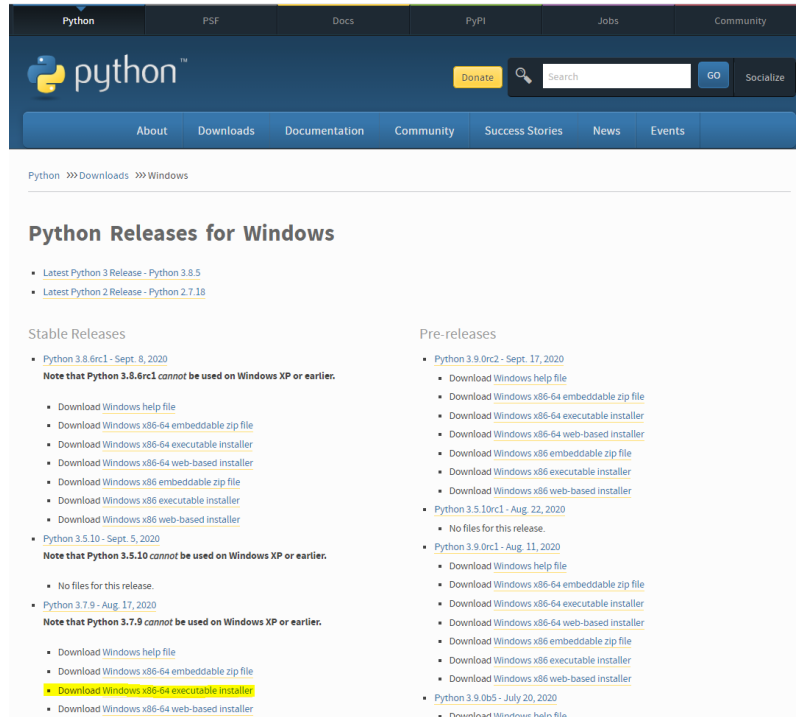 Python PSF Docs PyPI Jobs Community
python™
Donate Search GO Socialize
About Downloads Documentation Community Success Stories News Events
Python >>> Downloads >>> Windows
Python Releases for Windows
Latest Python 3 Release - Python 3.8.5
Latest Python 2 Release - Python 2.7.18
Stable Releases
Python 3.8.6rc1 - Sept. 8, 2020
Note that Python 3.8.6rc1 cannot be used on Windows XP or earlier.
Download Windows help file
Download Windows x86-64 embeddable zip file
Download Windows x86-64 executable installer
Download Windows x86-64 web-based installer
Download Windows x86 embeddable zip file
Download Windows x86 executable installer
Download Windows x86 web-based installer
Python 3.5.10 - Sept. 5, 2020
Note that Python 3.5.10 cannot be used on Windows XP or earlier.
No files for this release.
Python 3.7.9 - Aug. 17, 2020
Note that Python 3.7.9 cannot be used on Windows XP or earlier.
Download Windows help file
Download Windows x86-64 embeddable zip file
Download Windows x86-64 executable installer
Download Windows x86-64 web-based installer
Pre-releases
Python 3.9.0rc2 - Sept. 17, 2020
Download Windows help file
Download Windows x86-64 embeddable zip file
Download Windows x86-64 executable installer
Download Windows x86-64 web-based installer
Download Windows x86 embeddable zip file
Download Windows x86 executable installer
Download Windows x86 web-based installer
Python 3.5.10rc1 - Aug. 22, 2020
No files for this release.
Python 3.9.0rc1 - Aug. 11, 2020
Download Windows help file
Download Windows x86-64 embeddable zip file
Download Windows x86-64 executable installer
Download Windows x86-64 web-based installer
Download Windows x86 embeddable zip file
Download Windows x86 executable installer
Download Windows x86 web-based installer
Python 3.9.0b5 - July 20, 2020
Download Windows help file